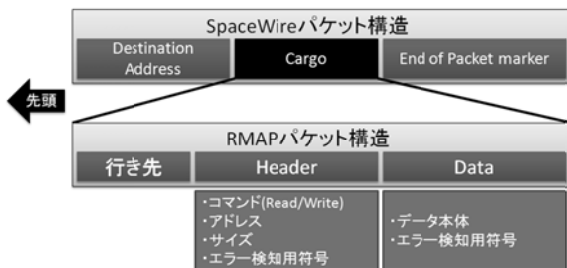 SpaceWireパケット構造
Destination
Address
Cargo
End of Packet marker
先頭
RMAPパケット構造
行き先
Header
Data
・コマンド(Read/Write)
・アドレス
・サイズ
・エラー検知用符号
・データ本体
・エラー検知用符号